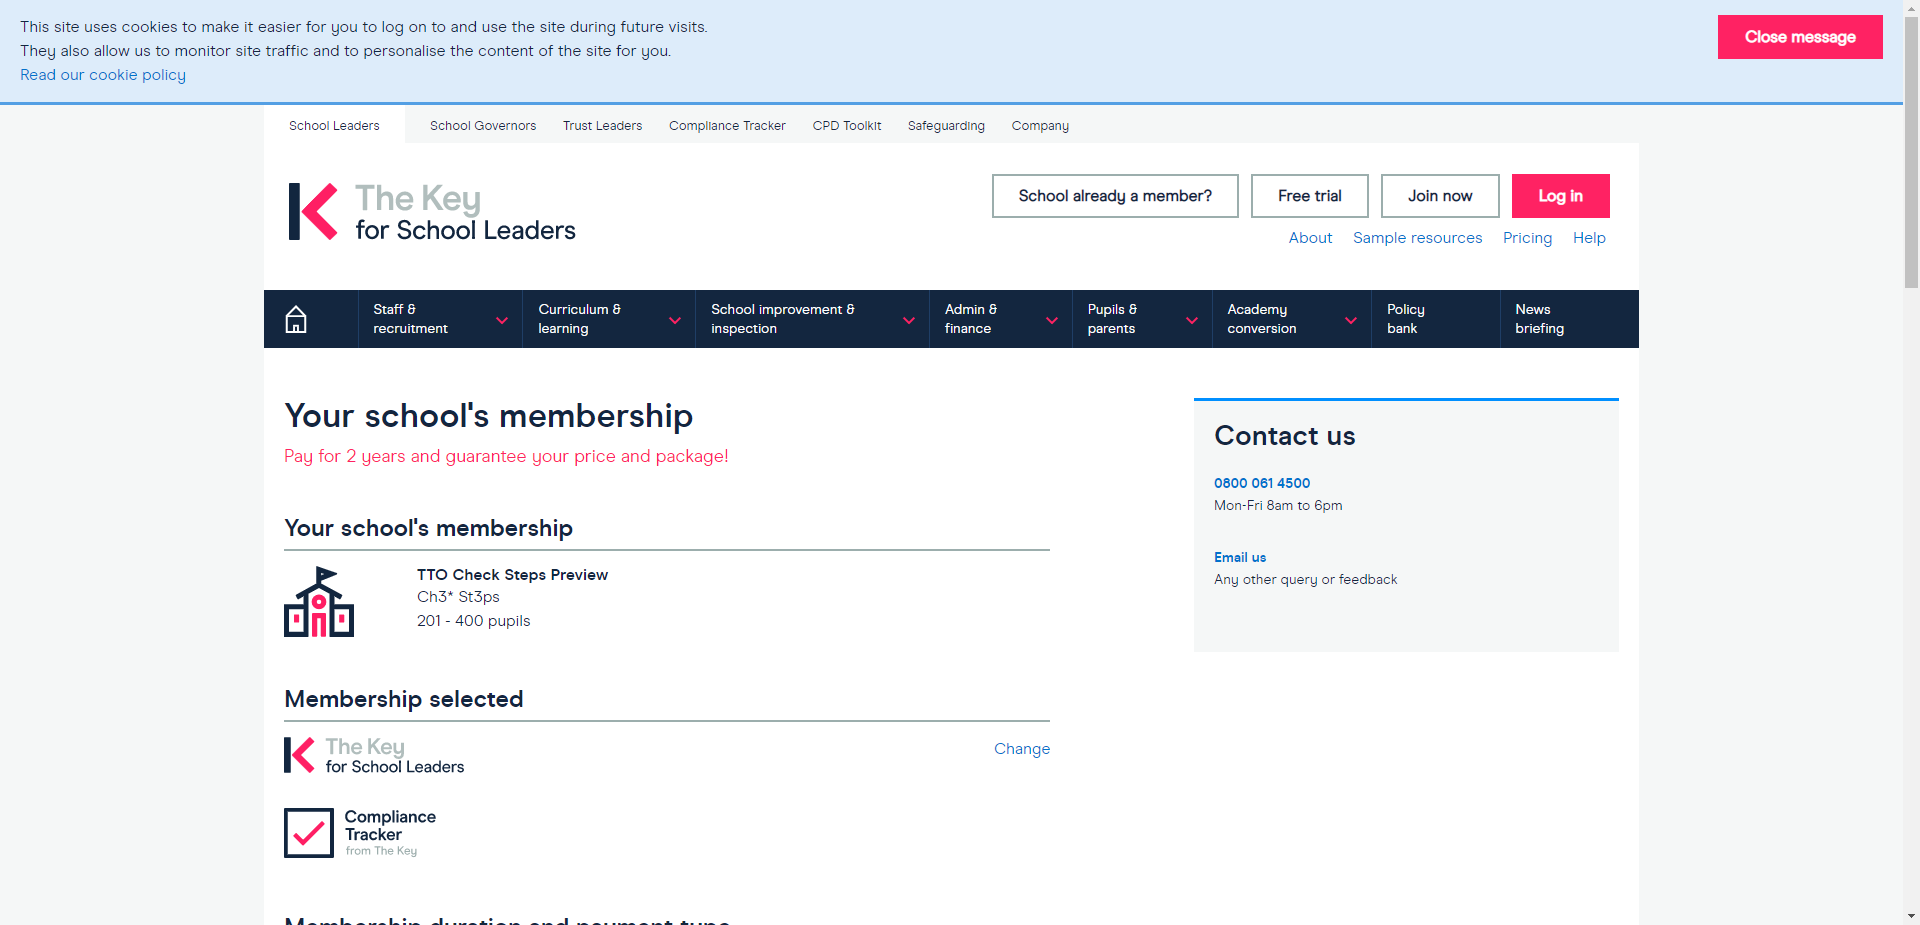 This site uses cookies to make it easier for you to log on to and use the site during future visits.
They also allow us to monitor site traffic and to personalise the content of the site for you.
Read our cookie policy
Close message
School Leaders
School Governors
Trust Leaders
Compliance Tracker
CPD Toolkit
Safeguarding
Company
The Key
for School Leaders
School already a member?
Free trial
Join now
Log in
About
Sample resources
Pricing
Help
Staff &
recruitment
Curriculum &
learning
School improvement &
inspection
Admin &
finance
Pupils &
parents
Academy
conversion
Policy
bank
News
briefing
Your school's membership
Pay for 2 years and guarantee your price and package!
Your school's membership
TTO Check Steps Preview
Ch3* St3ps
201 - 400 pupils
Membership selected
The Key
for School Leaders
Change
Compliance
Tracker
from The Key
Membership duration and payment type
Contact us
0800 061 4500
Mon-Fri 8am to 6pm
Email us
Any other query or feedback